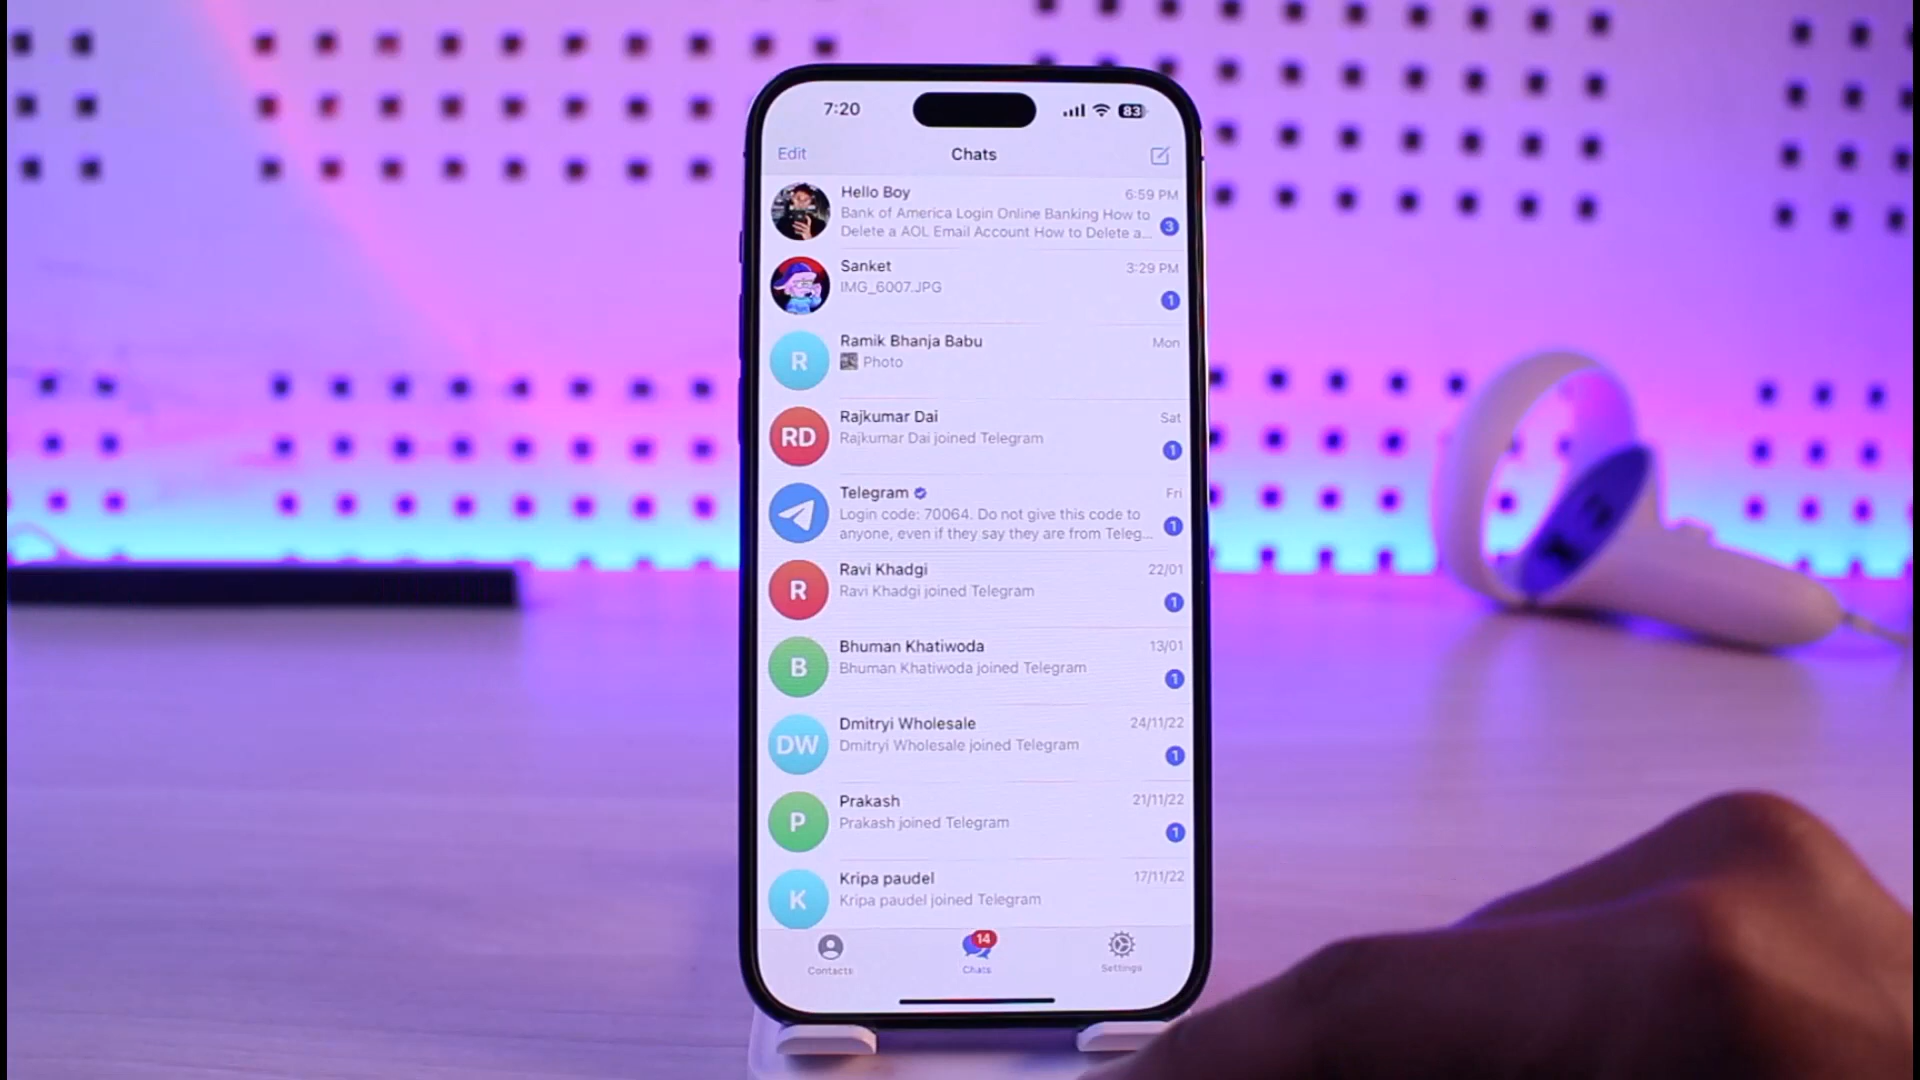 7:20
83
Edit
Chats
Hello Boy
6:59 PM
Bank of America Login Online Banking How to
Delete a AOL Email Account How to Delete a...
3
Sanket
3:29 PM
IMG_6007.JPG
1
R
Ramik Bhanja Babu
Mon
Photo
RD
Rajkumar Dai
Sat
Rajkumar Dai joined Telegram
1
Telegram
Fri
Login code: 70064. Do not give this code to
anyone, even if they say they are from Teleg...
1
R
Ravi Khadgi
22/01
Ravi Khadgi joined Telegram
1
B
Bhuman Khatiwoda
13/01
Bhuman Khatiwoda joined Telegram
1
DW
Dmitryi Wholesale
24/11/22
Dmitryi Wholesale joined Telegram
1
P
Prakash
21/11/22
Prakash joined Telegram
1
K
Kripa paudel
17/11/22
Kripa paudel joined Telegram
14
Contacts
Chats
Settings